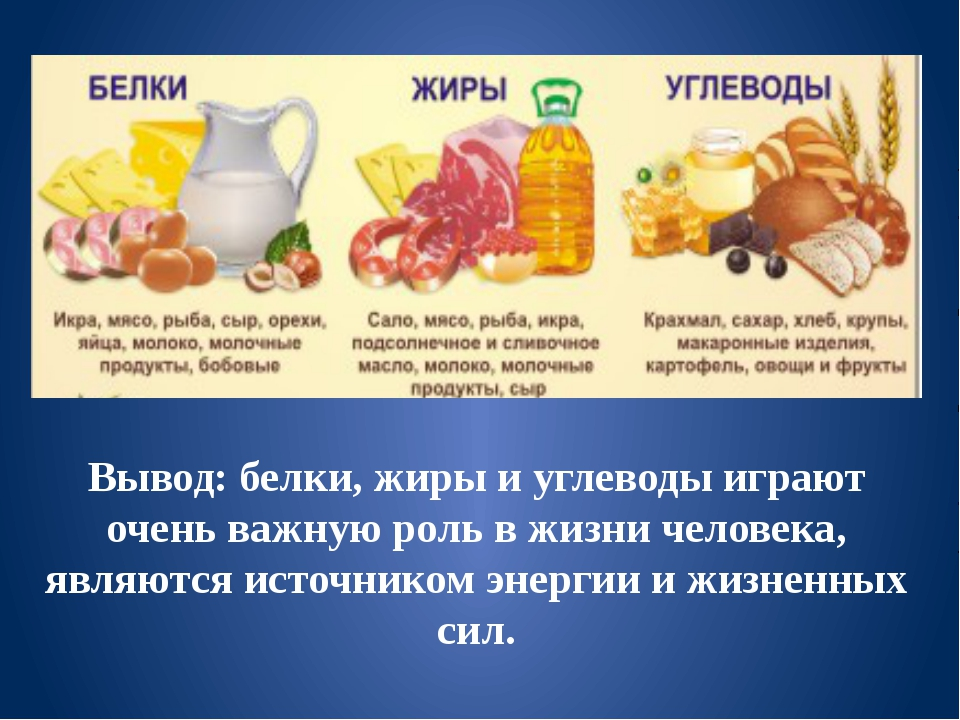 БЕЛКИ
Икра, мясо, рыба, сыр, орехи,
яйца, молоко, молочные
продукты, бобовые
ЖИРЫ
Сало, мясо, рыба, икра,
подсолнечное и сливочное
масло, молоко, молочные
продукты, сыр
УГЛЕВОДЫ
Крахмал, сахар, хлеб, крупы,
макаронные изделия,
картофель, овощи и фрукты
Вывод: белки, жиры и углеводы играют
очень важную роль в жизни человека,
являются источником энергии и жизненных
сил.